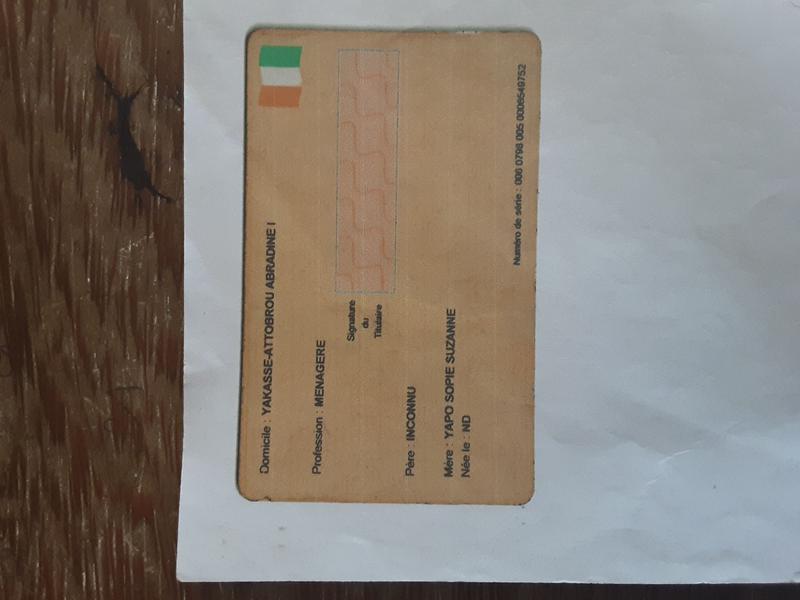 Domicile : YAKASSE-ATTOBROU ABRADINE I
Profession : MENAGERE
Signature
du
Titulaire
Père : INCONNU
Mère : YAPO SOPIE SUZANNE
Née le : ND
Numéro de série : 006 0798 005 0006549752